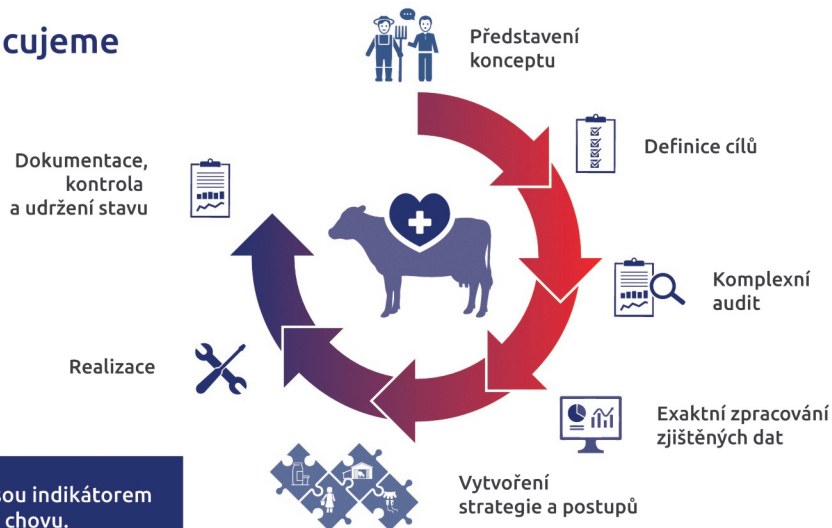 cujeme
Představení
konceptu
Definice cílů
Komplexní
audit
Exaktní zpracování
zjištěných dat
Vytvoření
strategie a postupů
Realizace
Dokumentace,
kontrola
a udržení stavu
sou indikátorem
chovu.